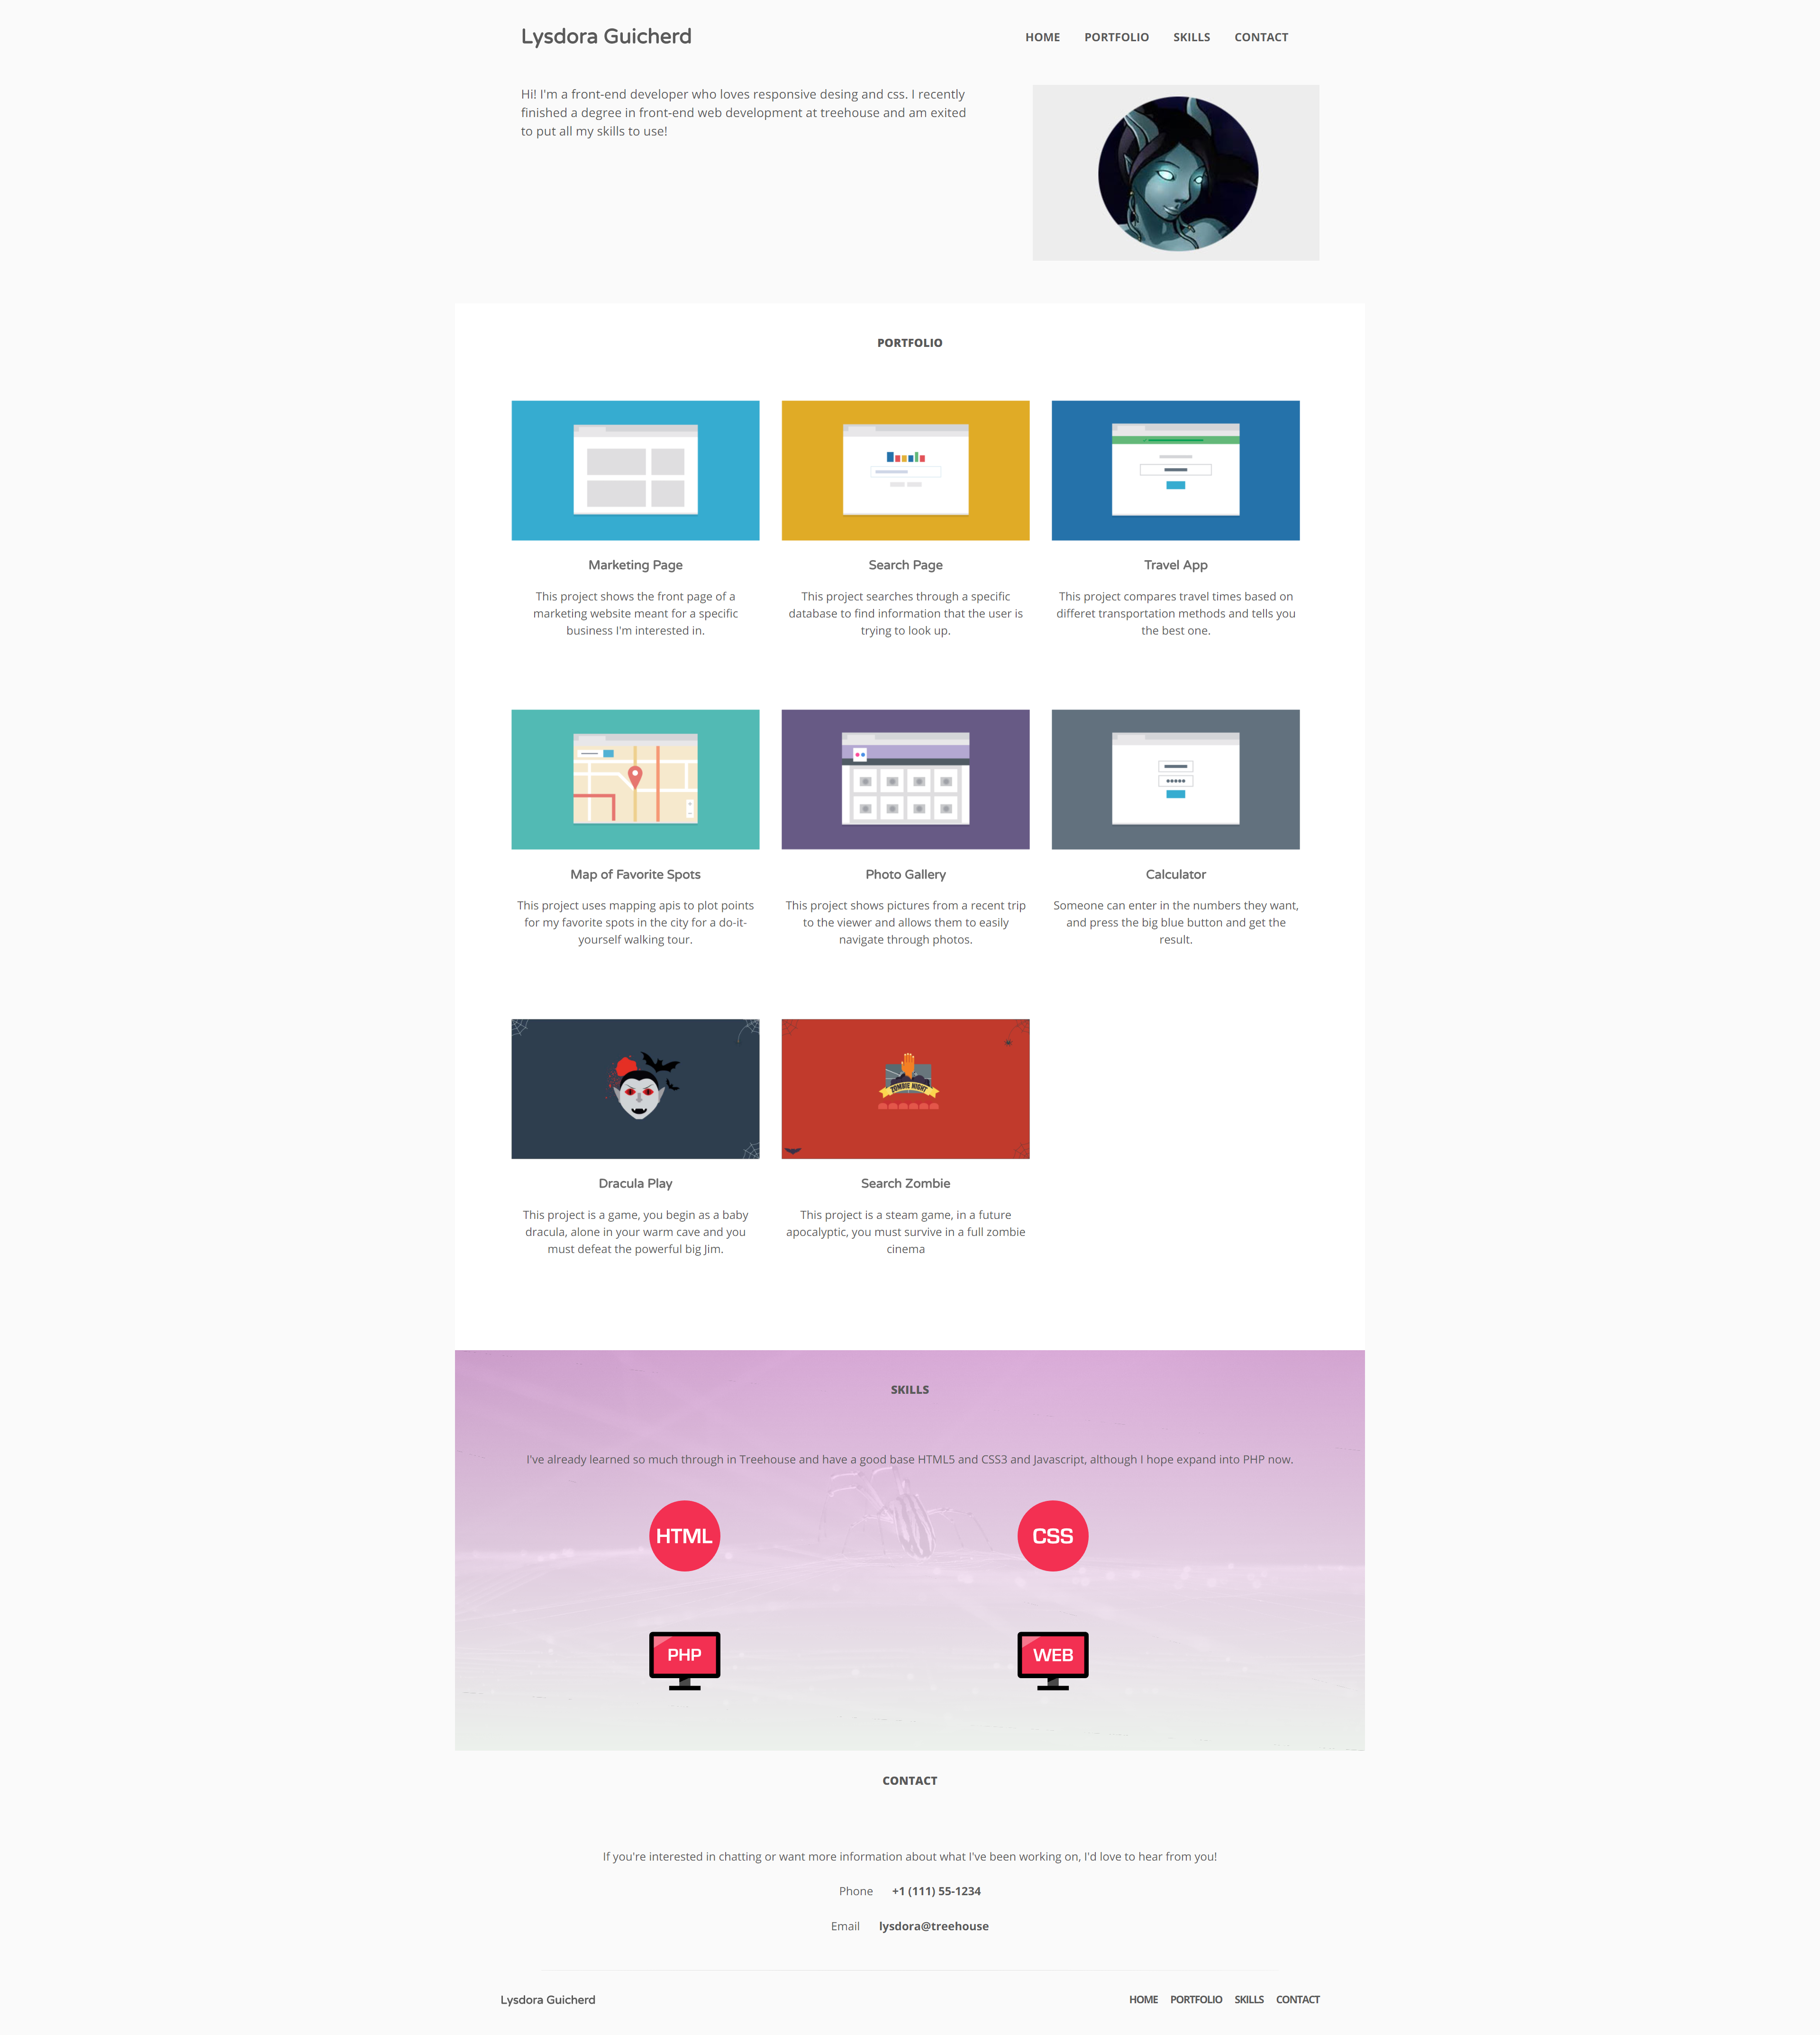 Lysdora Guicherd
HOME PORTFOLIO SKILLS CONTACT
Hi! I'm a front-end developer who loves responsive desing and css. I recently
finished a degree in front-end web development at treehouse and am exited
to put all my skills to use!
PORTFOLIO
Marketing Page
This project shows the front page of a
marketing website meant for a specific
business I'm interested in.
Search Page
This project searches through a specific
database to find information that the user is
trying to look up.
Travel App
This project compares travel times based on
differet transportation methods and tells you
the best one.
Map of Favorite Spots
This project uses mapping apis to plot points
for my favorite spots in the city for a do-it-
yourself walking tour.
Photo Gallery
This project shows pictures from a recent trip
to the viewer and allows them to easily
navigate through photos.
Calculator
Someone can enter in the numbers they want,
and press the big blue button and get the
result.
Dracula Play
This project is a game, you begin as a baby
dracula, alone in your warm cave and you
must defeat the powerful big Jim.
ZOMBIE NIGHT
Search Zombie
This project is a steam game, in a future
apocalyptic, you must survive in a full zombie
cinema
SKILLS
I've already learned so much through in Treehouse and have a good base HTML5 and CSS3 and Javascript, although I hope expand into PHP now.
HTML
CSS
PHP
WEB
CONTACT
If you're interested in chatting or want more information about what I've been working on, I'd love to hear from you!
Phone +1 (111) 55-1234
Email lysdora@treehouse
Lysdora Guicherd
HOME PORTFOLIO SKILLS CONTACT